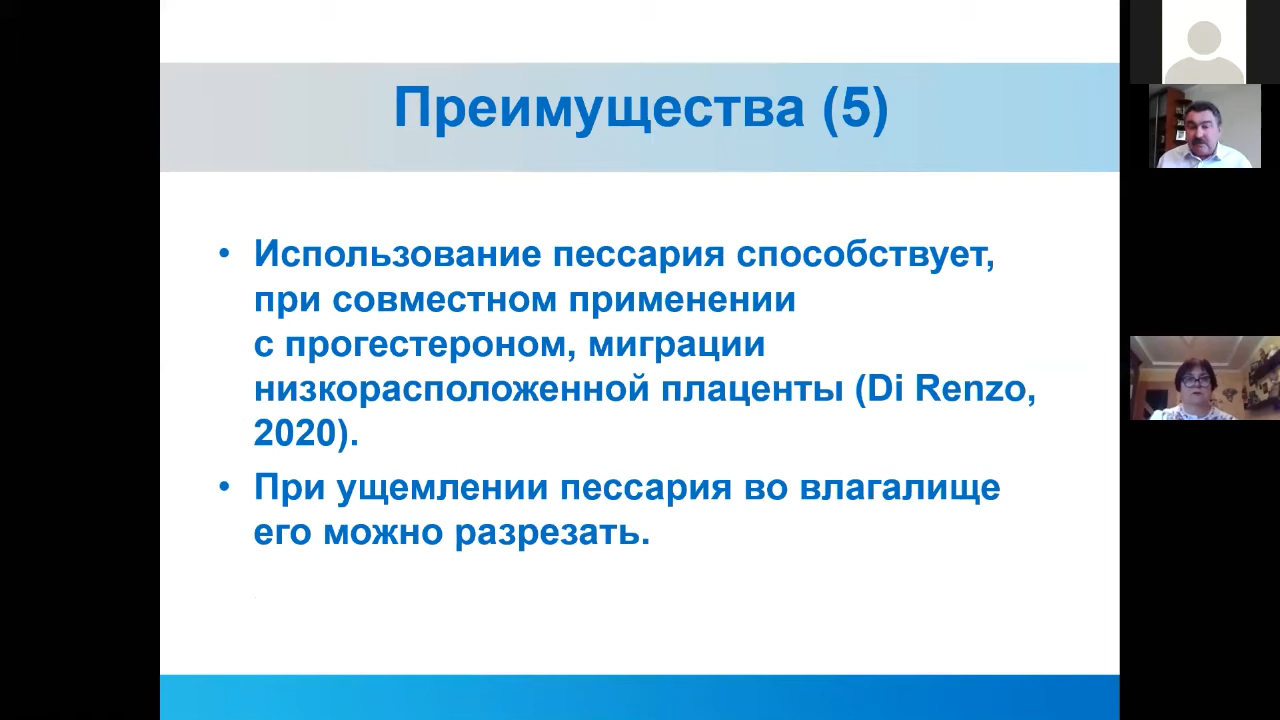 Преимущества (5)
• Использование пессария способствует,
при совместном применении
с прогестероном, миграции
низкорасположенной плаценты (Di Renzo,
2020).
• При ущемлении пессария во влагалище
его можно разрезать.